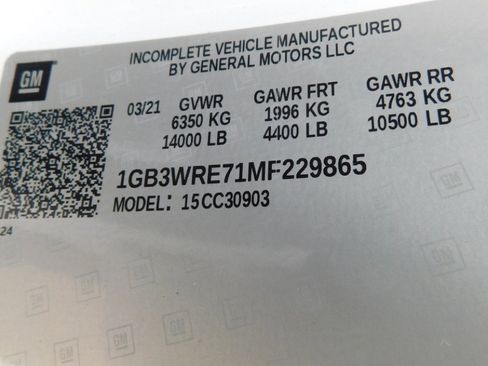 GM
INCOMPLETE VEHICLE MANUFACTURED
BY GENERAL MOTORS LLC
03/21 GVWR GAWR FRT GAWR RR
6350 KG 1996 KG 4763 KG
14000 LB 4400 LB 10500 LB
1GB3WRE71MF229865
MODEL: 15CC30903
24